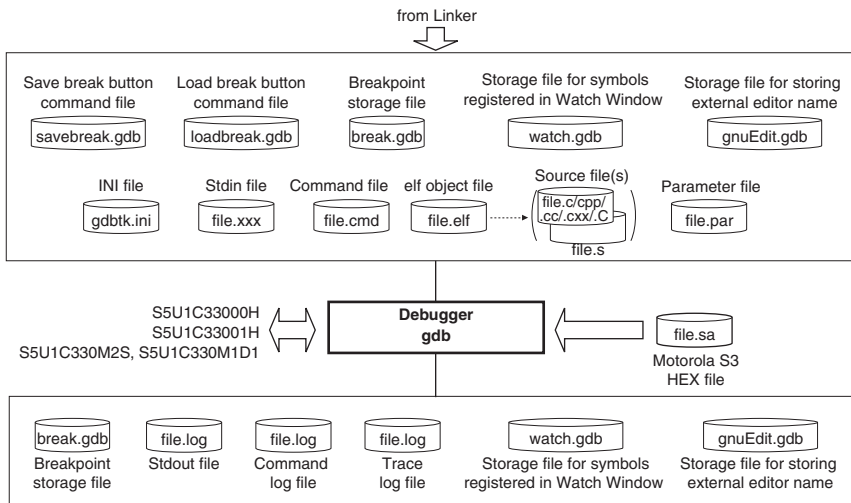 from Linker
Save break button
command file
savebreak.gdb
Load break button
command file
loadbreak.gdb
Breakpoint
storage file
break.gdb
Storage file for symbols
registered in Watch Window
watch.gdb
Storage file for storing
external editor name
gnuEdit.gdb
INI file
gdbtk.ini
Stdin file
file.xxx
Command file
file.cmd
elf object file
file.elf
Source file(s)
file.c/cpp/
.cc/.cxx/.C
file.s
Parameter file
file.par
S5U1C33000H
S5U1C33001H
S5U1C330M2S, S5U1C330M1D1
Debugger
gdb
file.sa
Motorola S3
HEX file
break.gdb
Breakpoint
storage file
file.log
Stdout file
file.log
Command
log file
file.log
Trace
log file
watch.gdb
Storage file for symbols
registered in Watch Window
gnuEdit.gdb
Storage file for storing
external editor name